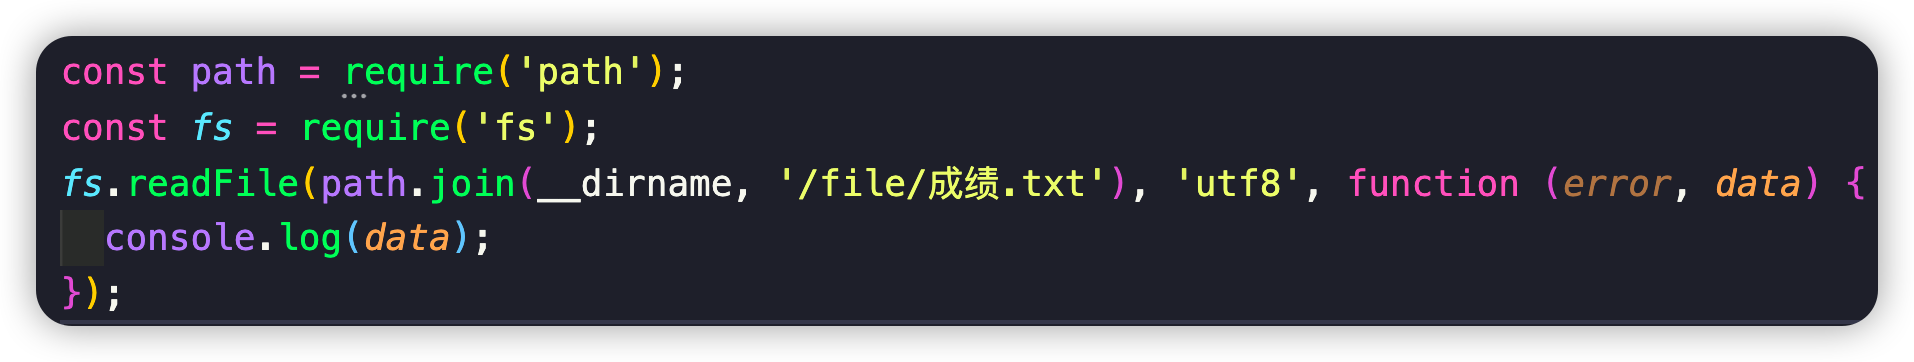 const path = require('path');
const fs = require('fs');
fs.readFile(path.join(__dirname, '/file/成绩.txt'), 'utf8', function (error, data) {
  console.log(data);
});